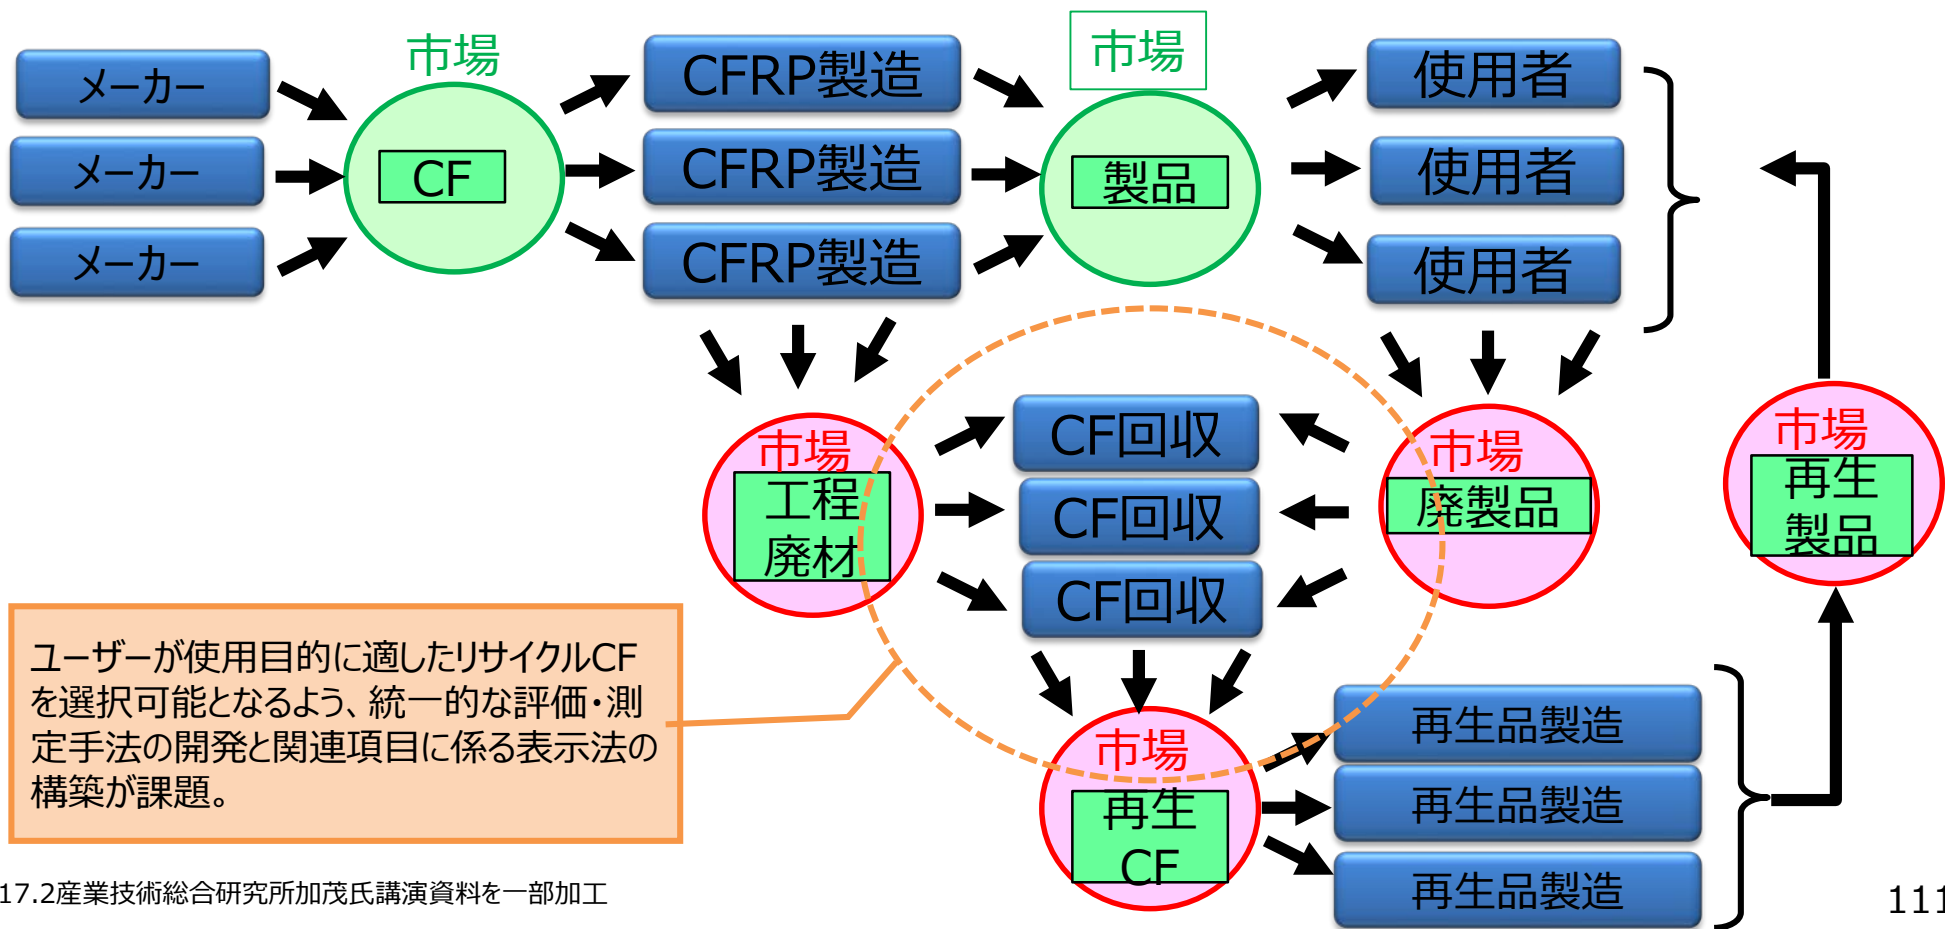 市場
市場
メーカー
CFRP製造
使用者
メーカー
CF
CFRP製造
製品
使用者
メーカー
CFRP製造
使用者
市場
工程
廃材
CF回収
CF回収
CF回収
市場
廃製品
市場
再生
製品
ユーザーが使用目的に適したリサイクルCF
を選択可能となるよう、統一的な評価・測
定手法の開発と関連項目に係る表示法の
構築が課題。
市場
再生
CF
再生品製造
再生品製造
再生品製造
17.2産業技術総合研究所加茂氏講演資料を一部加工
111